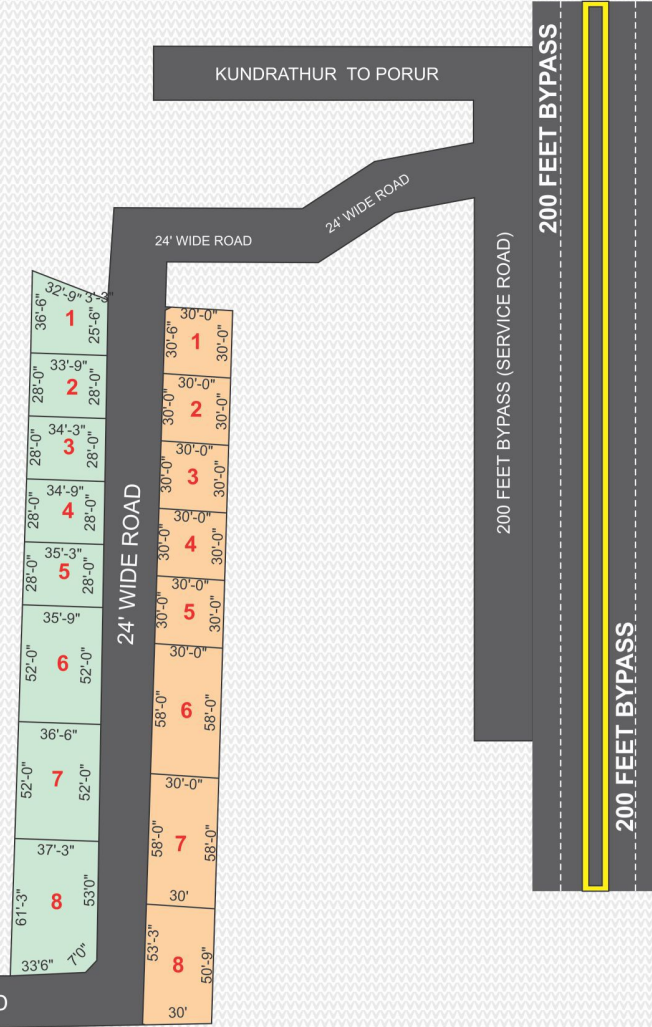 KUNDRATHUR TO PORUR
200 FEET BYPASS
24' WIDE ROAD
24' WIDE ROAD
200 FEET BYPASS (SERVICE ROAD)
200 FEET BYPASS
24' WIDE ROAD
32'-9" 3'-3"
36'-6" 1 25'-6"
33'-9"
28'-0" 2 28'-0"
34'-3"
28'-0" 3 28'-0"
34'-9"
28'-0" 4 28'-0"
35'-3"
28'-0" 5 28'-0"
35'-9"
52'-0" 6 52'-0"
36'-6"
52'-0" 7 52'-0"
37'-3"
61'-3" 8 53'0"
33'6" 7'0"
30'-0"
30'-6" 1 30'-0"
30'-0"
30'-0" 2 30'-0"
30'-0"
30'-0" 3 30'-0"
30'-0"
30'-0" 4 30'-0"
30'-0"
30'-0" 5 30'-0"
30'-0"
58'-0" 6 58'-0"
30'-0"
58'-0" 7 58'-0"
30'
53'-3" 8 50'-9"
30'